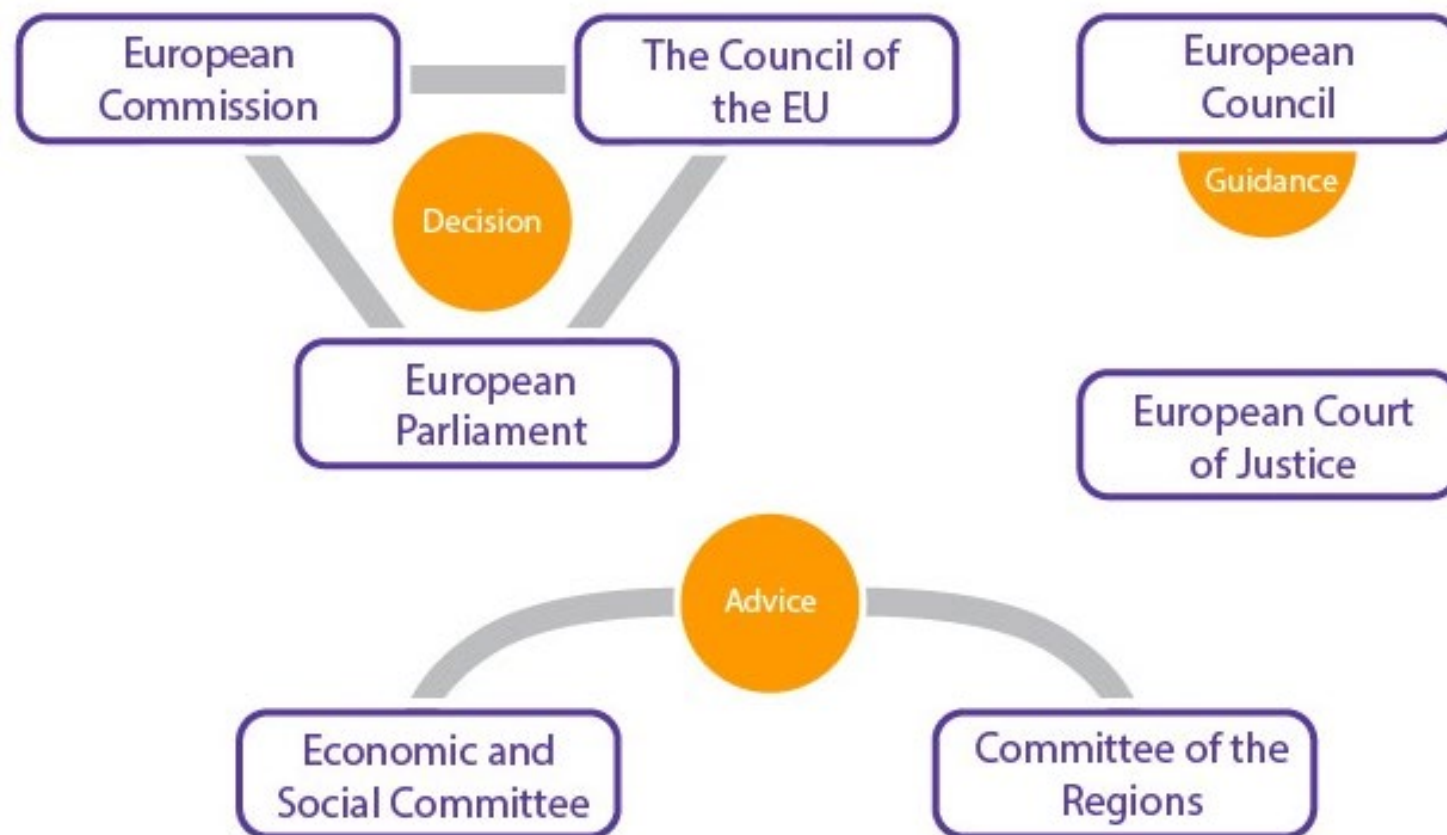 European
Commission
The Council of
the EU
European
Council
Decision
Guidance
European
Parliament
European Court
of Justice
Advice
Economic and
Social Committee
Committee of the
Regions